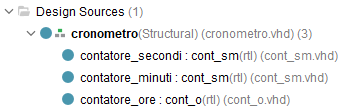 Design Sources (1)
cronometro(Structural) (cronometro.vhd) (3)
contatore_secondi : cont_sm(rtl) (cont_sm.vhd)
contatore_minuti : cont_sm(rtl) (cont_sm.vhd)
contatore_ore : cont_o(rtl) (cont_o.vhd)